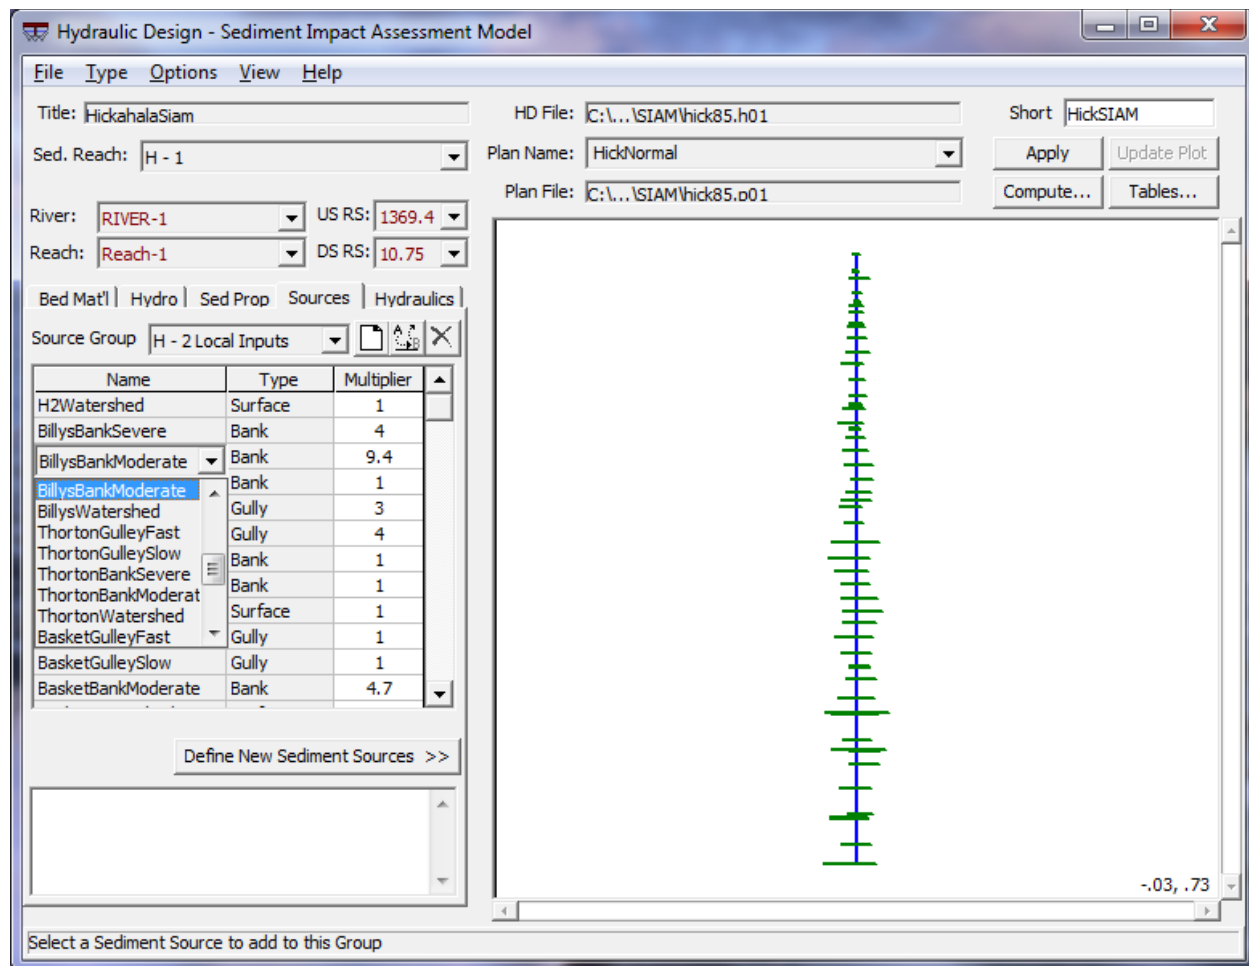 Hydraulic Design - Sediment Impact Assessment Model
File Type Options View Help
Title: HickahalaSiam HD File: C:\...\SIAM\hick85.h01 Short HickSIAM
Sed. Reach: H - 1 Plan Name: HickNormal Apply Update Plot
Plan File: C:\...\SIAM\hick85.p01 Compute... Tables...
River: RIVER-1 US RS: 1369.4
Reach: Reach-1 DS RS: 10.75
Bed Mat'l Hydro Sed Prop Sources Hydraulics
Source Group H - 2 Local Inputs A B
Name Type Multiplier
H2Watershed Surface 1
BillysBankSevere Bank 4
BillysBankModerate Bank 9.4
BillysBankModerate Bank 1
BillysWatershed Gully 3
ThortonGulleyFast Gully 4
ThortonGulleySlow Bank 1
ThortonBankSevere Bank 1
ThortonBankModerat
ThortonWatershed Surface 1
BasketGulleyFast Gully 1
BasketGulleySlow Gully 1
BasketBankModerate Bank 4.7
Define New Sediment Sources >>
-.03, .73
Select a Sediment Source to add to this Group